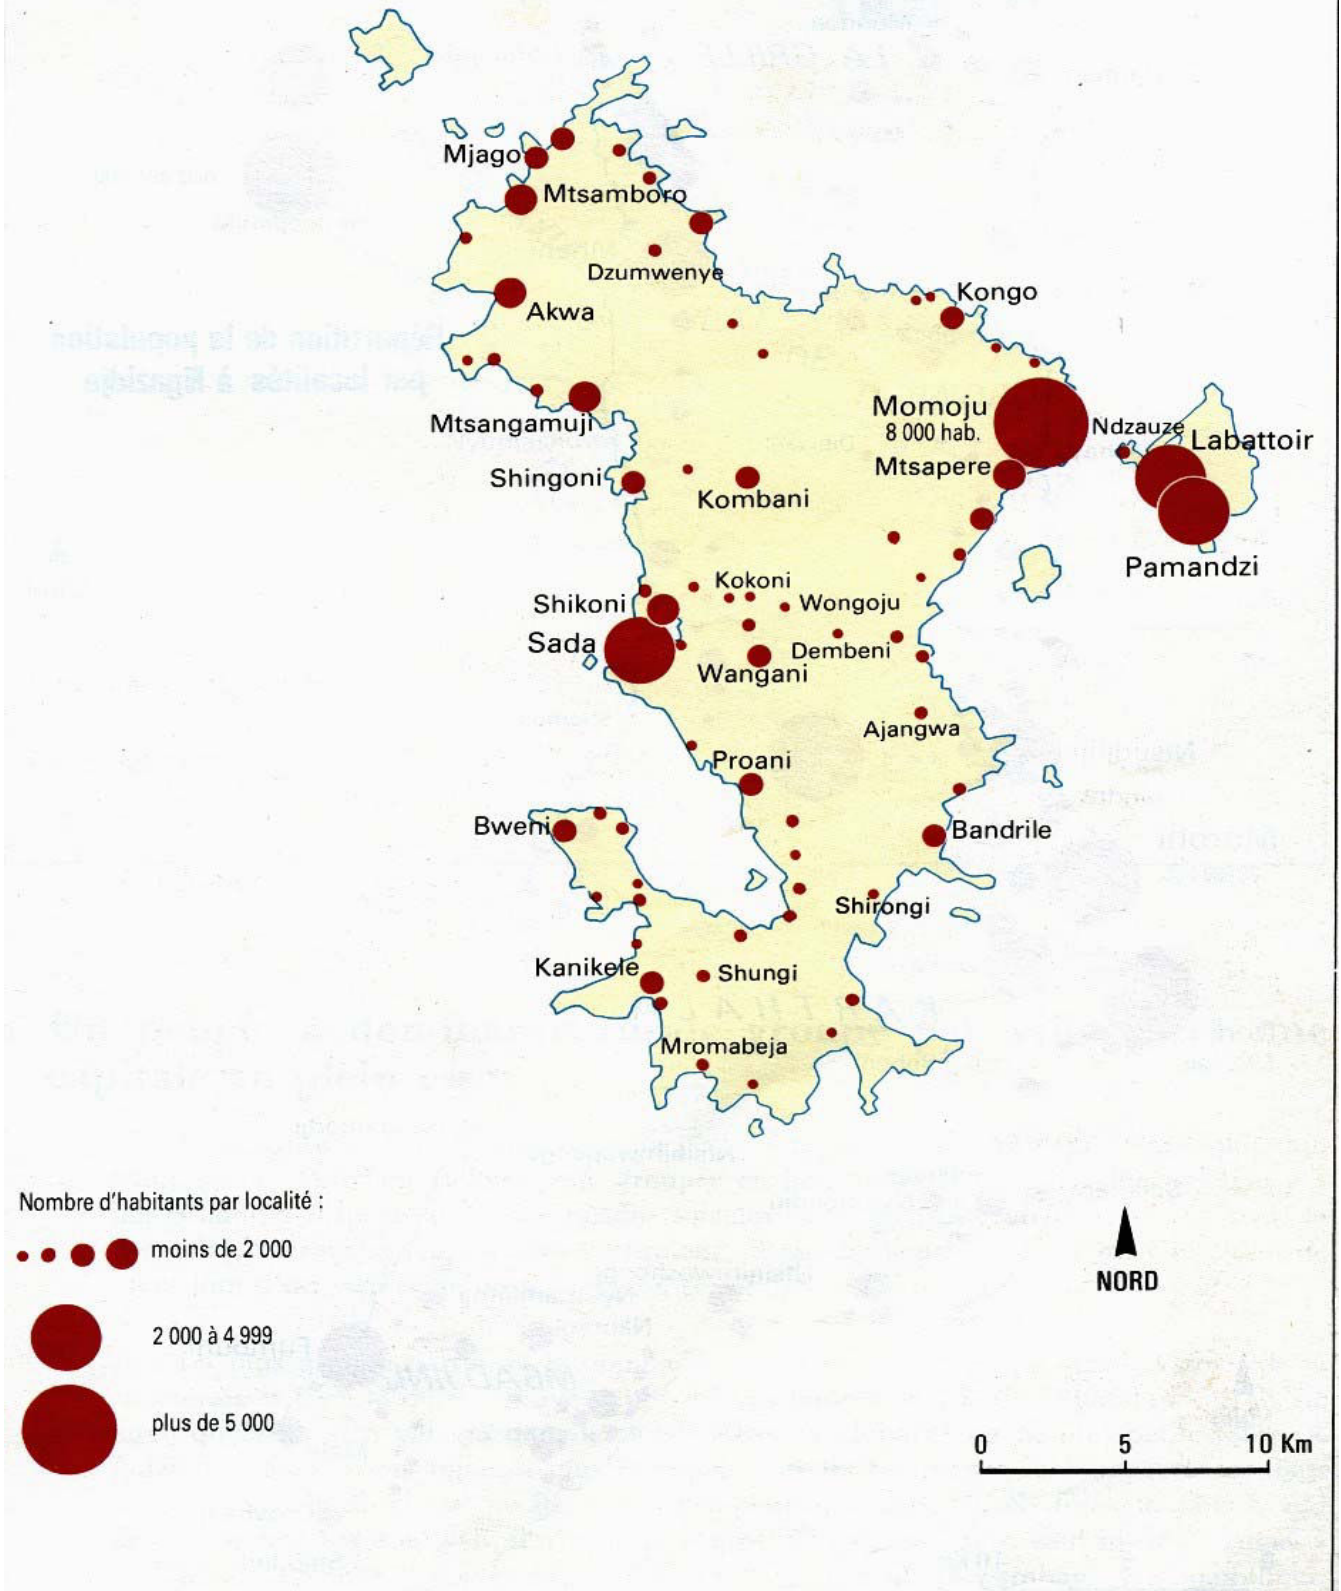 Mjago
Mtsamboro
Dzumwenye
Akwa
Kongo
Mtsangamuji
Momoju
8 000 hab.
Ndzauze
Labattoir
Mtsapere
Shingoni
Kombani
Pamandzi
Kokoni
Shikoni
Wongoju
Sada
Dembeni
Wangani
Ajangwa
Proani
Bweni
Bandrile
Shirongi
Kanikele
Shungi
Mromabeja
Nombre d'habitants par localité :
moins de 2 000
2 000 à 4 999
plus de 5 000
NORD
0 5 10 Km